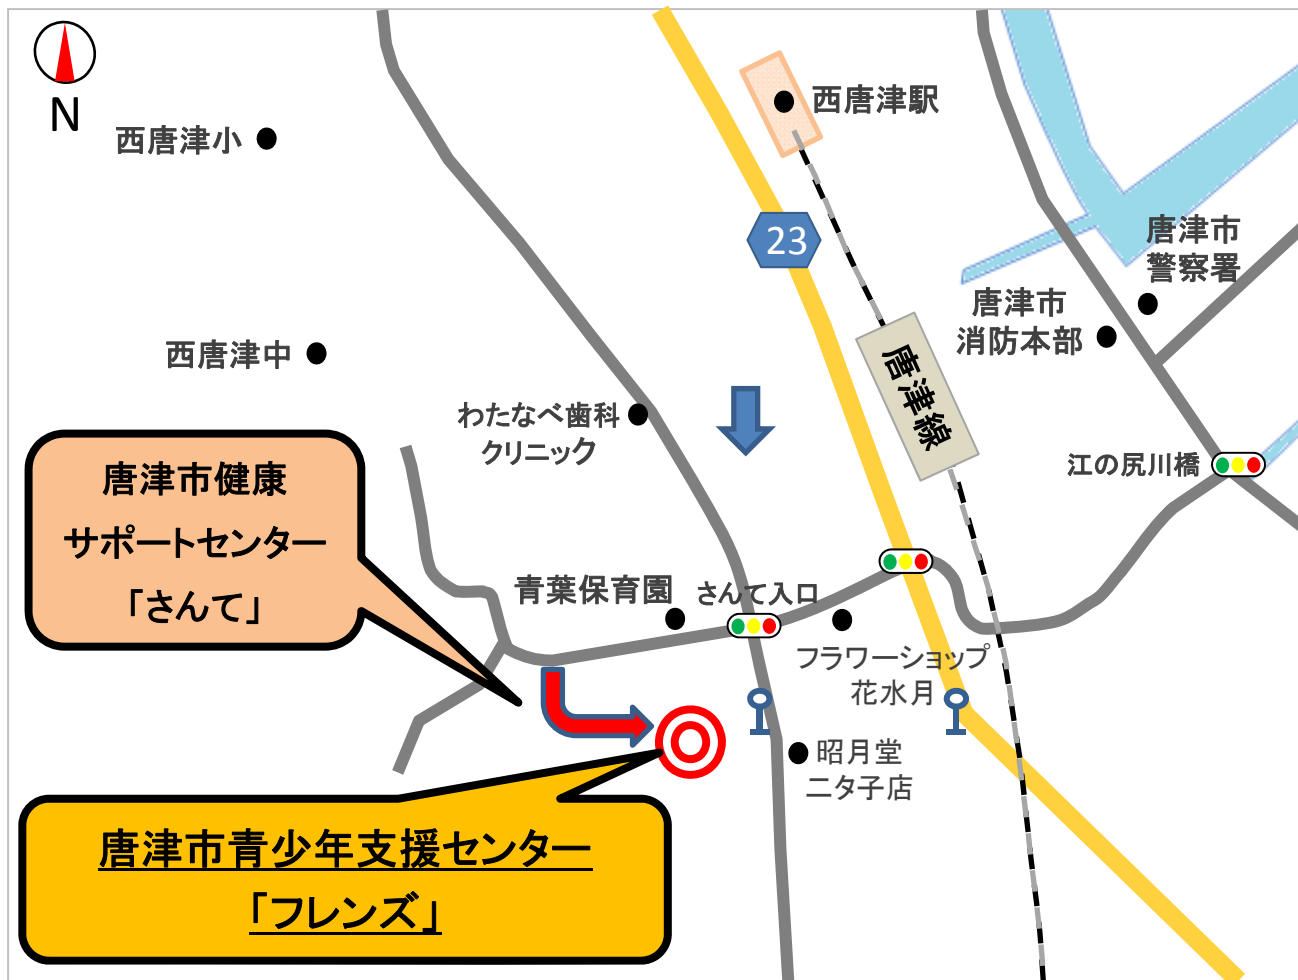 N
西唐津小
西唐津駅
23
唐津市
警察署
唐津市
消防本部
西唐津中
唐津線
わたなべ歯科
クリニック
江の尻川橋
唐津市健康
サポートセンター
「さんて」
青葉保育園
さんて入口
フラワーショップ
花水月
昭月堂
二タ子店
唐津市青少年支援センター
「フレンズ」